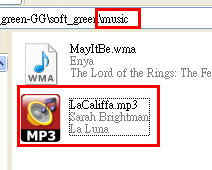 _green-GG\soft_green\music
MayItBe.wma
Enya
The Lord of the Rings: The Fe
WMA
LaCaliffa.mp3
Sarah Brightman
La Luna
MP3